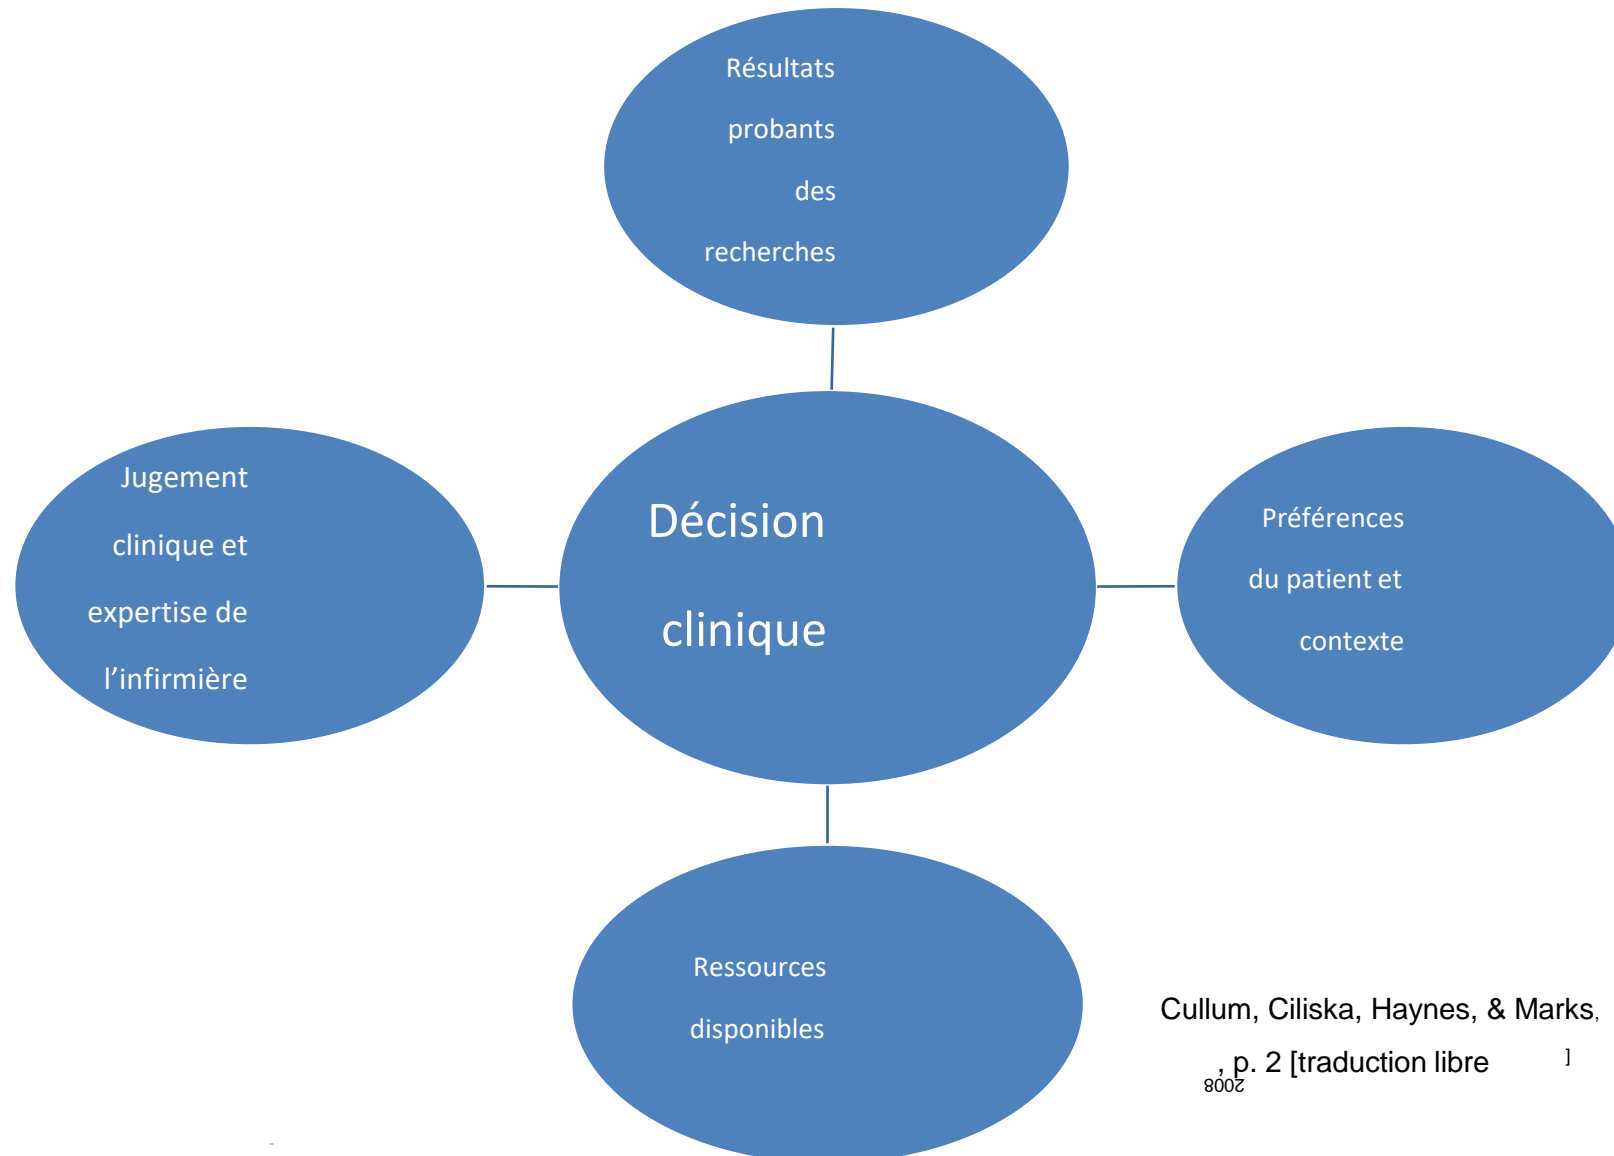 Résultats
probants
des
recherches
Jugement
clinique et
expertise de
l’infirmière
Décision
clinique
Préférences
du patient et
contexte
Ressources
disponibles
Cullum, Ciliska, Haynes, & Marks,
2008, p. 2 [traduction libre]
-